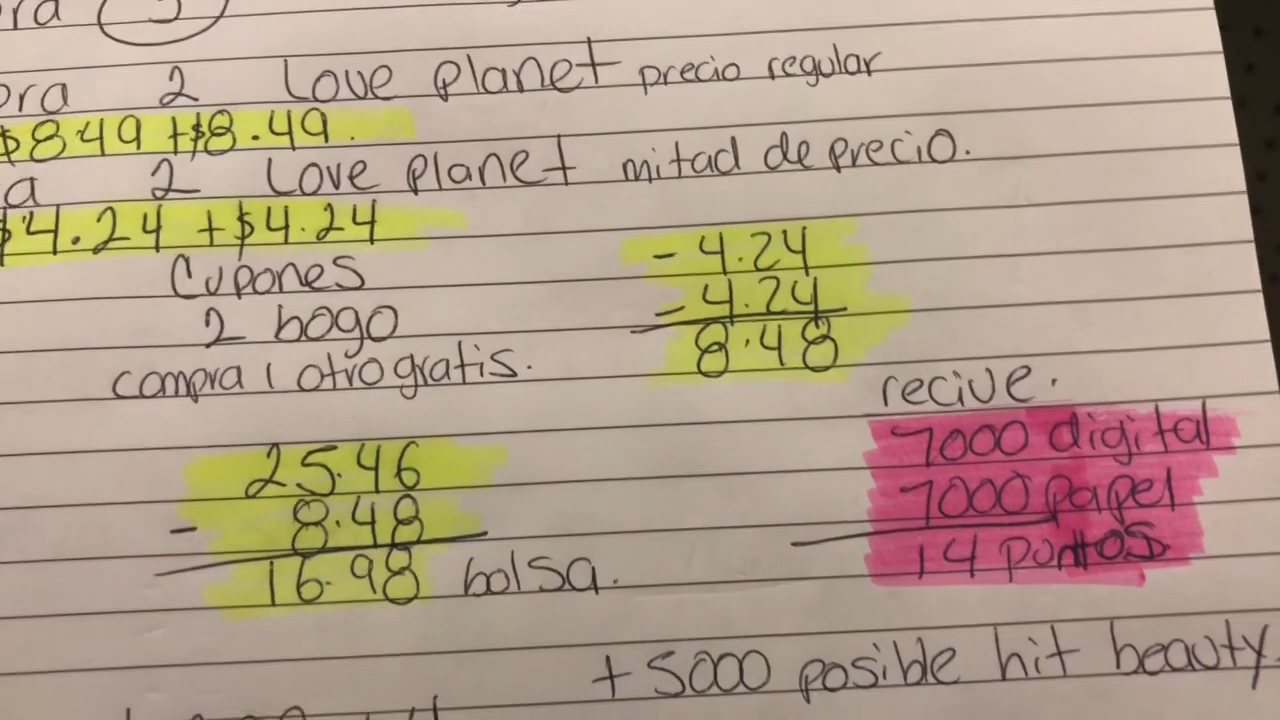 ora 2 Love planet precio regular
$8.49 + $8.49.
a 2 Love planet mitad de precio.
$4.24 + $4.24
Cupones
2 bogo
compra 1 otro gratis.
- 4.24
- 4.24
8.48
recive.
7000 digital
7000 papel
14 puntos
25.46
- 8.48
16.98 bolsa.
+ 5000 posible hit beauty.